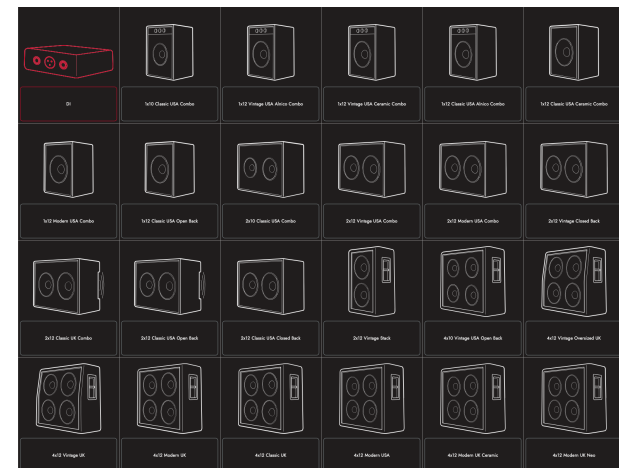 DI
1x10 Classic USA Combo
1x12 Vintage USA Alnico Combo
1x12 Vintage USA Ceramic Combo
1x12 Classic USA Alnico Combo
1x12 Classic USA Ceramic Combo
1x12 Modern USA Combo
1x12 Classic USA Open Back
2x10 Classic USA Combo
2x12 Vintage USA Combo
2x12 Modern USA Combo
2x12 Vintage Closed Back
2x12 Classic UK Combo
2x12 Classic USA Open Back
2x12 Classic USA Closed Back
2x12 Vintage Stack
4x10 Vintage USA Open Back
4x12 Vintage Oversized UK
4x12 Vintage UK
4x12 Modern UK
4x12 Classic UK
4x12 Modern USA
4x12 Modern UK Ceramic
4x12 Modern UK Neo